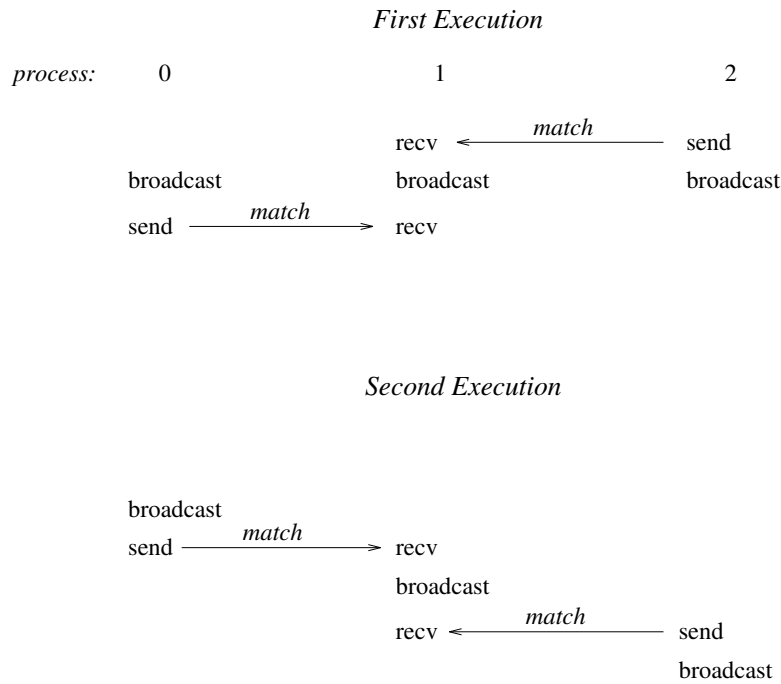 First Execution
process: 0 1 2
recv match send
broadcast broadcast broadcast
send match recv
Second Execution
broadcast
send match recv
broadcast
recv match send
broadcast